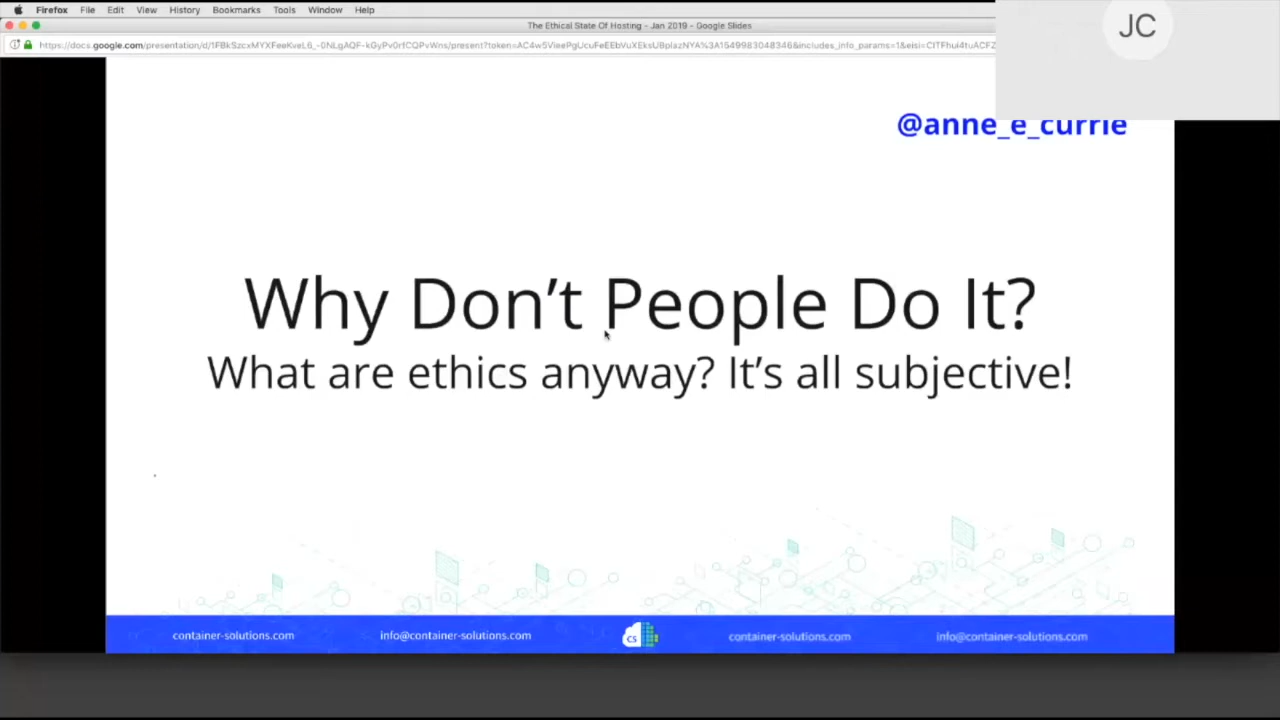 Firefox File Edit View History Bookmarks Tools Window Help
The Ethical State Of Hosting - Jan 2019 - Google Slides
JC
@anne_e_currie
Why Don't People Do It?
What are ethics anyway? It's all subjective!
container-solutions.com info@container-solutions.com cs container-solutions.com info@container-solutions.com